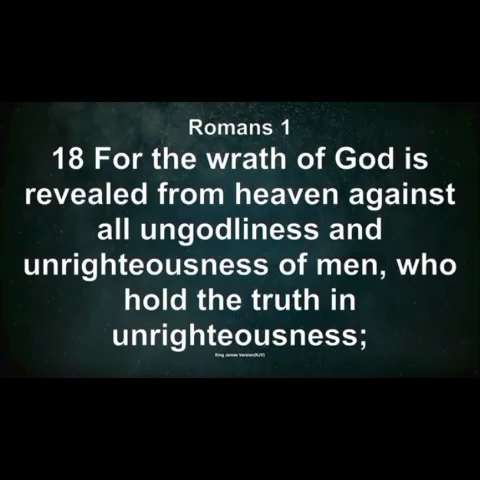 Romans 1
18 For the wrath of God is
revealed from heaven against
all ungodliness and
unrighteousness of men, who
hold the truth in
unrighteousness;
King James Version(KJV)